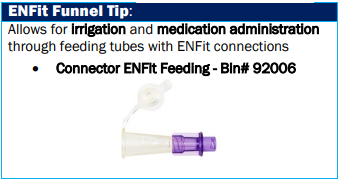 ENFit Funnel Tip:
Allows for irrigation and medication administration
through feeding tubes with ENFit connections
• Connector ENFit Feeding - Bin# 92006